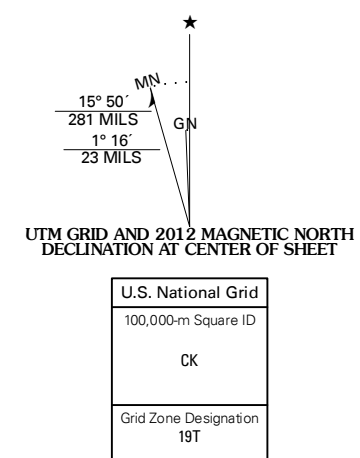 ★
MN
GN
15° 50´
281 MILS
1° 16´
23 MILS
UTM GRID AND 2012 MAGNETIC NORTH
DECLINATION AT CENTER OF SHEET
U.S. National Grid
100,000-m Square ID
CK
Grid Zone Designation
19T